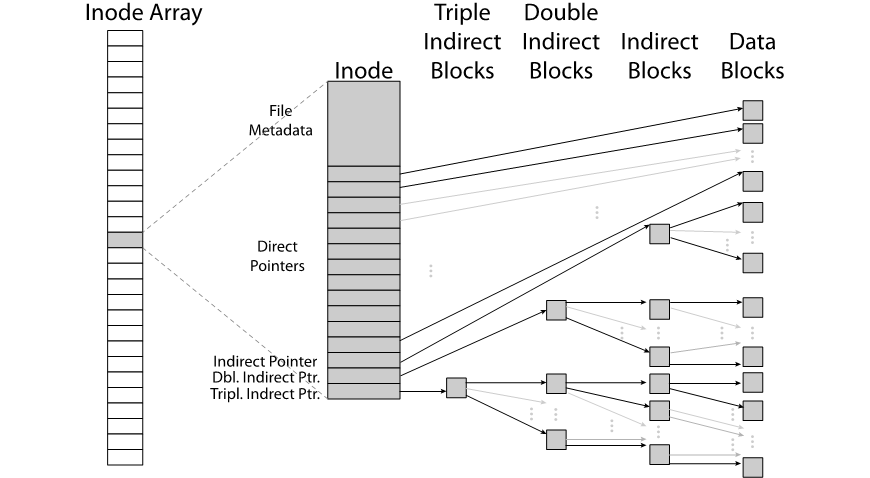 Inode Array
Triple
Indirect
Blocks
Double
Indirect
Blocks
Indirect
Blocks
Data
Blocks
Inode
File
Metadata
Direct
Pointers
Indirect Pointer
Dbl. Indirect Ptr.
Tripl. Indirect Ptr.